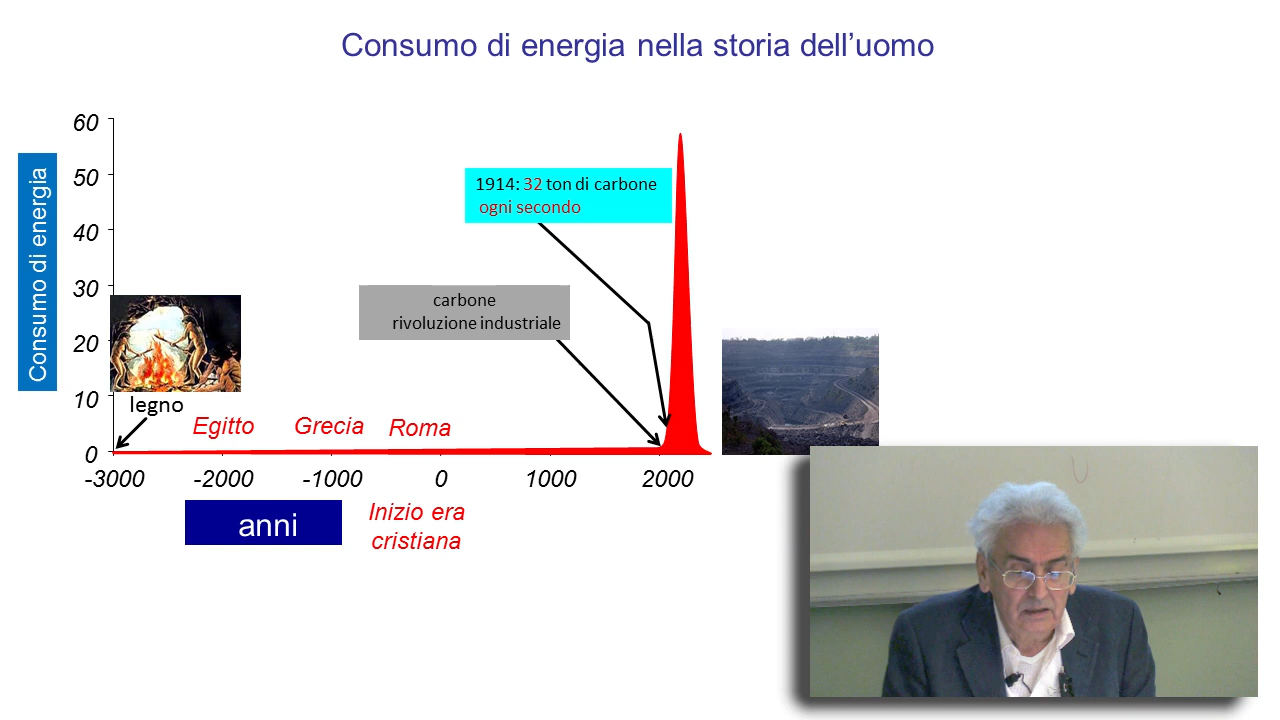 Consumo di energia nella storia dell’uomo
60
50
40
30
20
10
0
Consumo di energia
1914: 32 ton di carbone
ogni secondo
carbone
rivoluzione industriale
legno
Egitto
Grecia
Roma
-3000
-2000
-1000
0
1000
2000
anni
Inizio era
cristiana